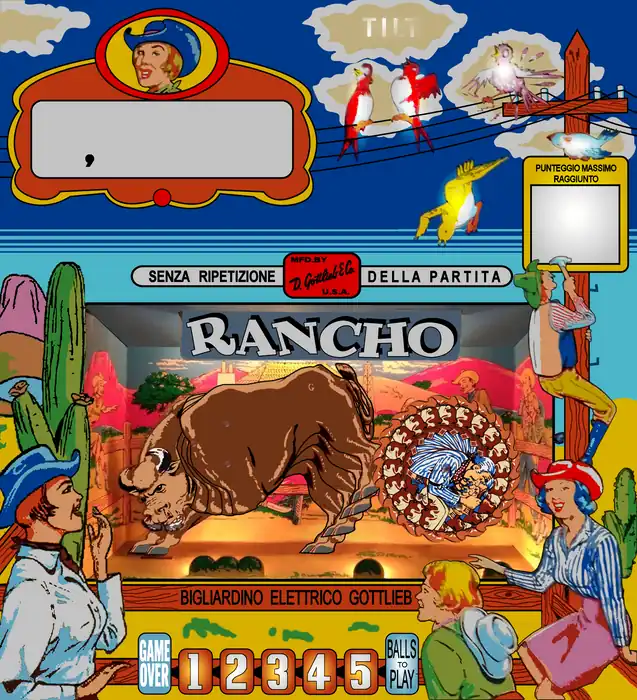 TILT
PUNTEGGIO MASSIMO
RAGGIUNTO
MFD. BY
SENZA RIPETIZIONE D. Gottlieb & Co. DELLA PARTITA
U.S.A.
RANCHO
G
BIGLIARDINO ELETTRICO GOTTLIEB
GAME
OVER
1 2 3 4 5
BALLS
TO
PLAY